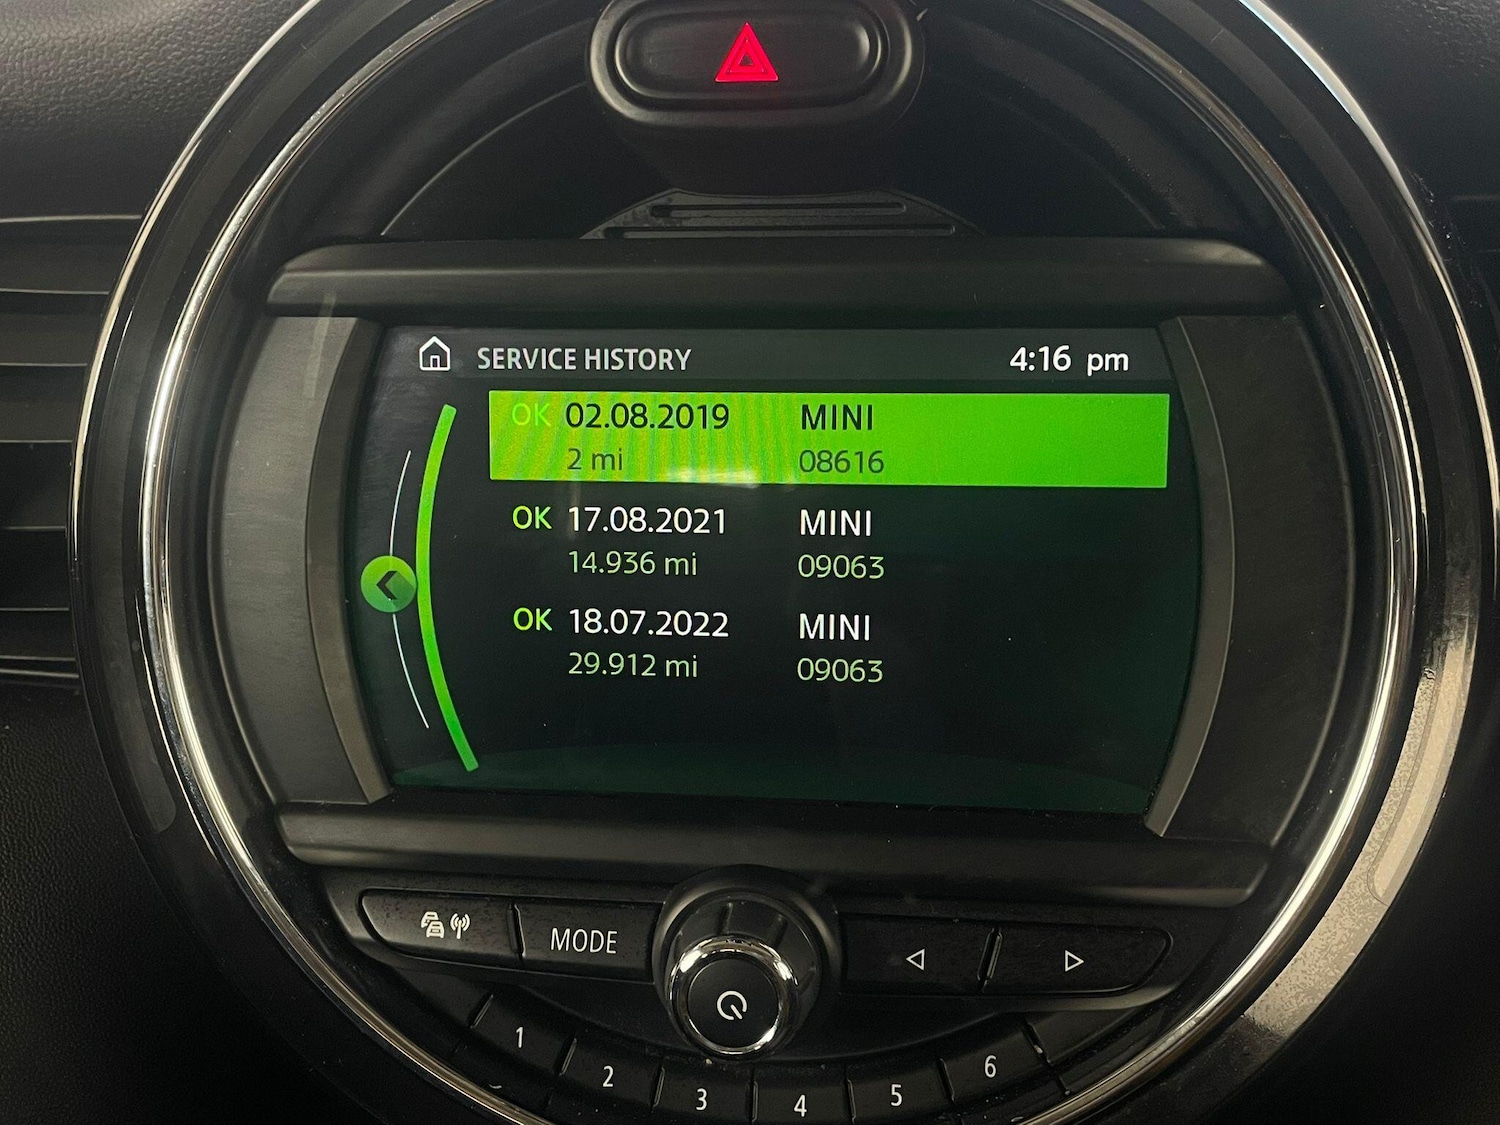 SERVICE HISTORY 4:16 pm
OK 02.08.2019 MINI
2 mi 08616
OK 17.08.2021 MINI
14.936 mi 09063
OK 18.07.2022 MINI
29.912 mi 09063
MODE
1 2 3 4 5 6